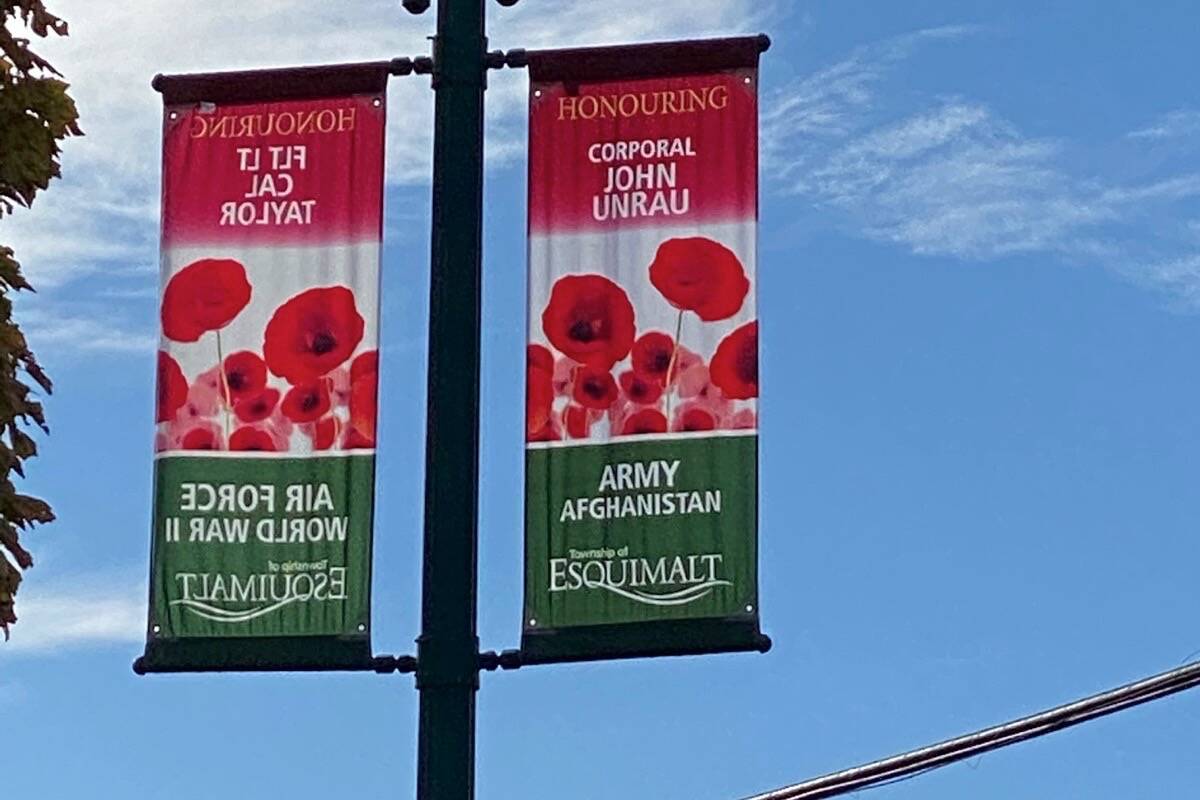 HONOURING
FLT LT
CAL
TAYLOR
AIR FORCE
WORLD WAR II
Township of
ESQUIMALT
HONOURING
CORPORAL
JOHN
UNRAU
ARMY
AFGHANISTAN
Township of
ESQUIMALT